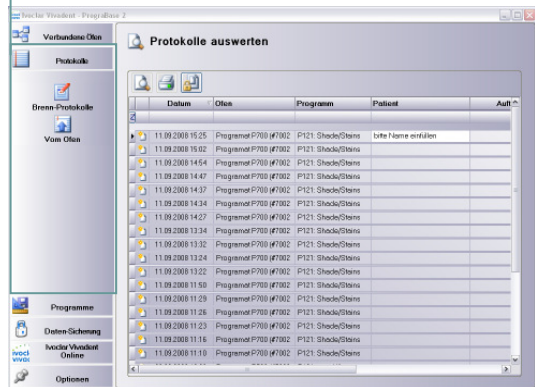 Ivoclar Vivadent - PrograBase 2
Verbundene Öfen
Protokolle
Brenn-Protokolle
Vom Ofen
Programme
Daten-Sicherung
Ivoclar Vivadent
Online
Optionen
Protokolle auswerten
Datum Ofen Programm Patient Auft
11.09.2008 15:25 Programat P700 (#7002 P121: Shade/Stains bitte Name einfüllen
11.09.2008 15:02 Programat P700 (#7002 P121: Shade/Stains
11.09.2008 14:54 Programat P700 (#7002 P121: Shade/Stains
11.09.2008 14:47 Programat P700 (#7002 P121: Shade/Stains
11.09.2008 14:37 Programat P700 (#7002 P121: Shade/Stains
11.09.2008 14:34 Programat P700 (#7002 P121: Shade/Stains
11.09.2008 14:27 Programat P700 (#7002 P121: Shade/Stains
11.09.2008 13:34 Programat P700 (#7002 P121: Shade/Stains
11.09.2008 13:32 Programat P700 (#7002 P121: Shade/Stains
11.09.2008 13:24 Programat P700 (#7002 P121: Shade/Stains
11.09.2008 13:22 Programat P700 (#7002 P121: Shade/Stains
11.09.2008 11:50 Programat P700 (#7002 P121: Shade/Stains
11.09.2008 11:29 Programat P700 (#7002 P121: Shade/Stains
11.09.2008 11:26 Programat P700 (#7002 P121: Shade/Stains
11.09.2008 11:23 Programat P700 (#7002 P121: Shade/Stains
11.09.2008 11:16 Programat P700 (#7002 P121: Shade/Stains
11.09.2008 11:10 Programat P700 (#7002 P121: Shade/Stains